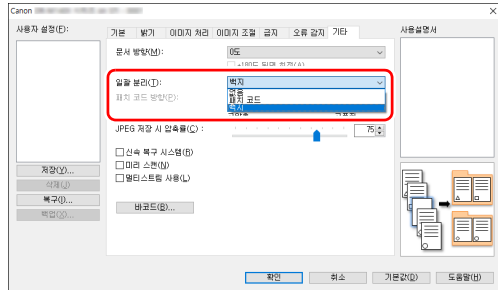 Canon
사용자 설정(F):
기본 밝기 이미지 처리 이미지 조절 급지 오류 감지 기타
사용설명서
문서 방향(M): 0도
일괄 분리(T): 백지
없음
패치 코드
백지
패치 코드 방향(P):
JPEG 저장 시 압축률(C) : 75
신속 복구 시스템(R)
미리 스캔(N)
멀티스트림 사용(L)
바코드(B)...
저장(Y)...
삭제(J)
복구(I)...
백업(X)...
확인 취소 기본값(D) 도움말(H)